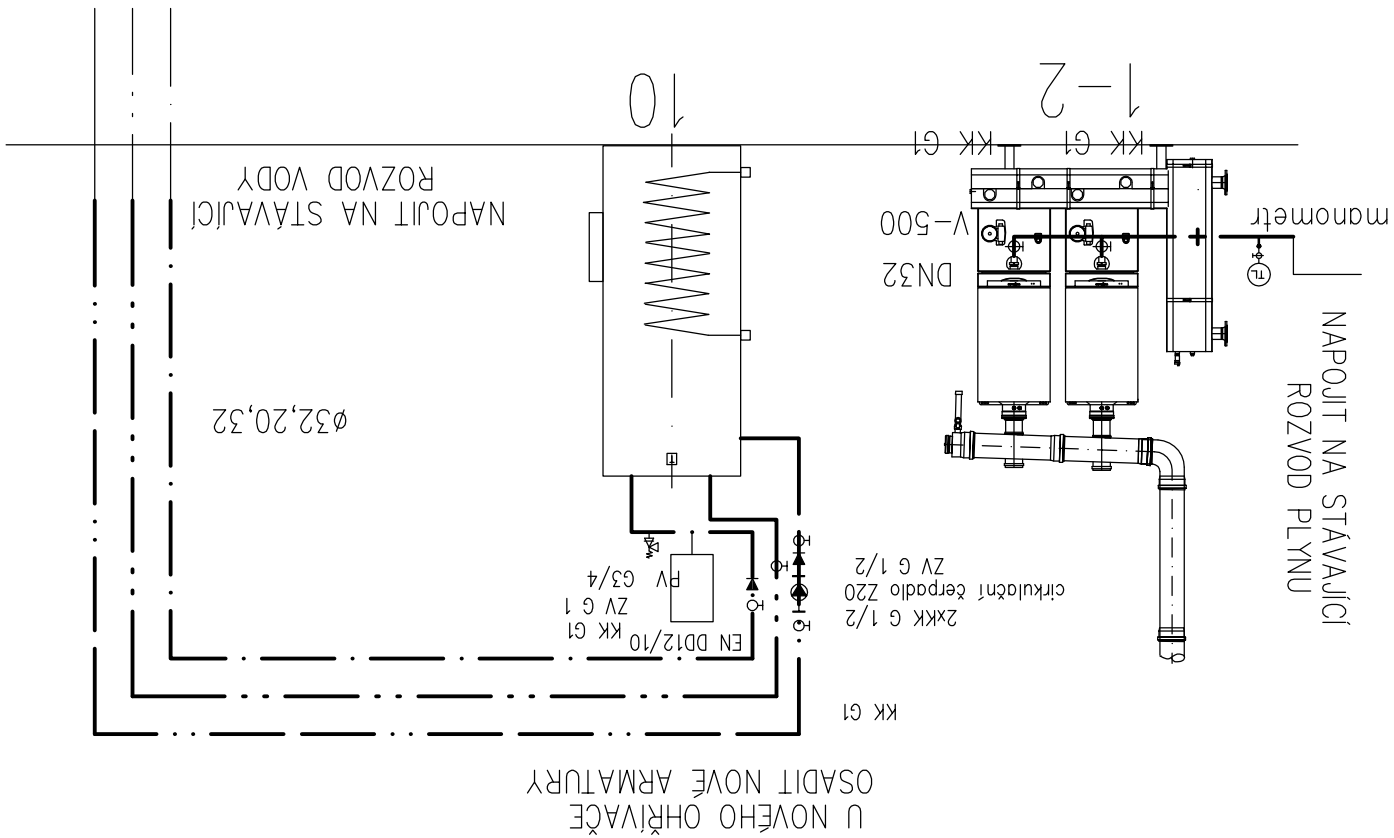 U NOVÉHO OHŘÍVAČE
OSADIT NOVÉ ARMATURY
KK G1
2xKK G 1/2
cirkulační čerpadlo Z20
ZV G 1/2
EN DD12/10
KK G1
ZV G 1
PV G3/4
ø32,20,32
NAPOJIT NA STÁVAJÍCÍ
ROZVOD VODY
NAPOJIT NA STÁVAJÍCÍ
ROZVOD PLYNU
DN32
V-500
TL
manometr
KK G1
KK G1
1-2
10